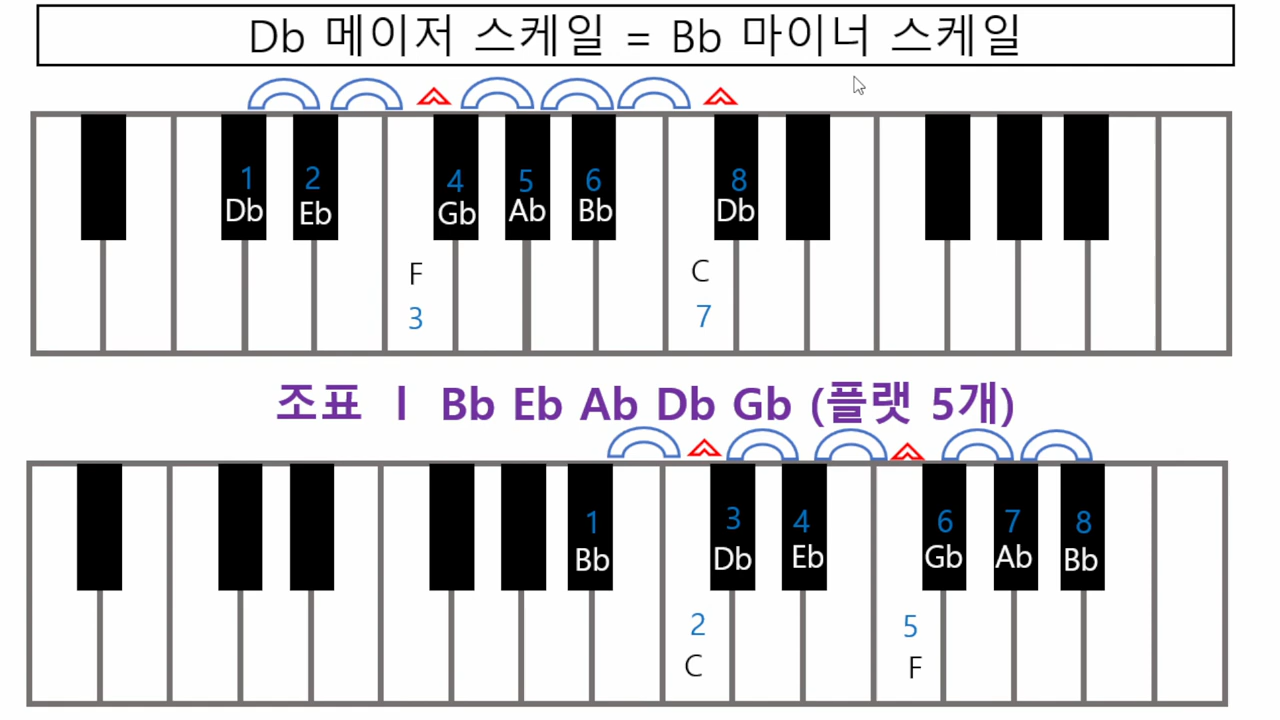 Db 메이저 스케일 = Bb 마이너 스케일
1 2 4 5 6 8
Db Eb Gb Ab Bb Db
F C
3 7
조표 | Bb Eb Ab Db Gb (플랫 5개)
1 3 4 6 7 8
Bb Db Eb Gb Ab Bb
2 5
C F